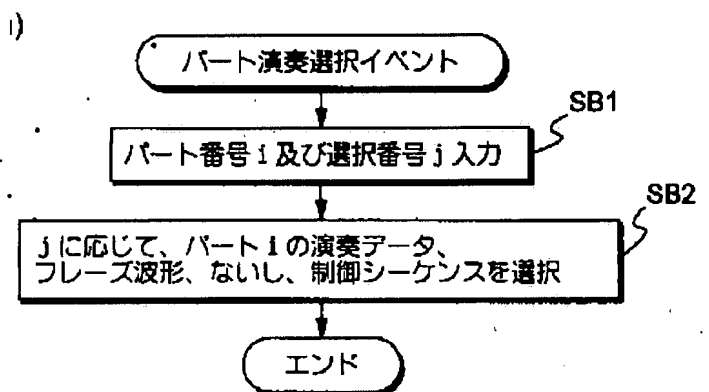 パート演奏選択イベント
SB1
パート番号 i 及び選択番号 j 入力
SB2
j に応じて、パート i の演奏データ、
フレーズ波形、ないし、制御シーケンスを選択
エンド